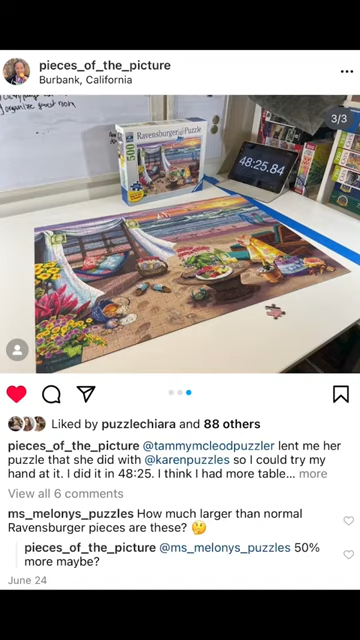 pieces_of_the_picture
Burbank, California
organize guest room
3/3
Ravensburger Puzzle
500
48:25.84
Liked by puzzlechiara and 88 others
pieces_of_the_picture @tammymcleodpuzzler lent me her
puzzle that she did with @karenpuzzles so I could try my
hand at it. I did it in 48:25. I think I had more table... more
View all 6 comments
ms_melonys_puzzles How much larger than normal
Ravensburger pieces are these? 🤔
pieces_of_the_picture @ms_melonys_puzzles 50%
more maybe?
June 24